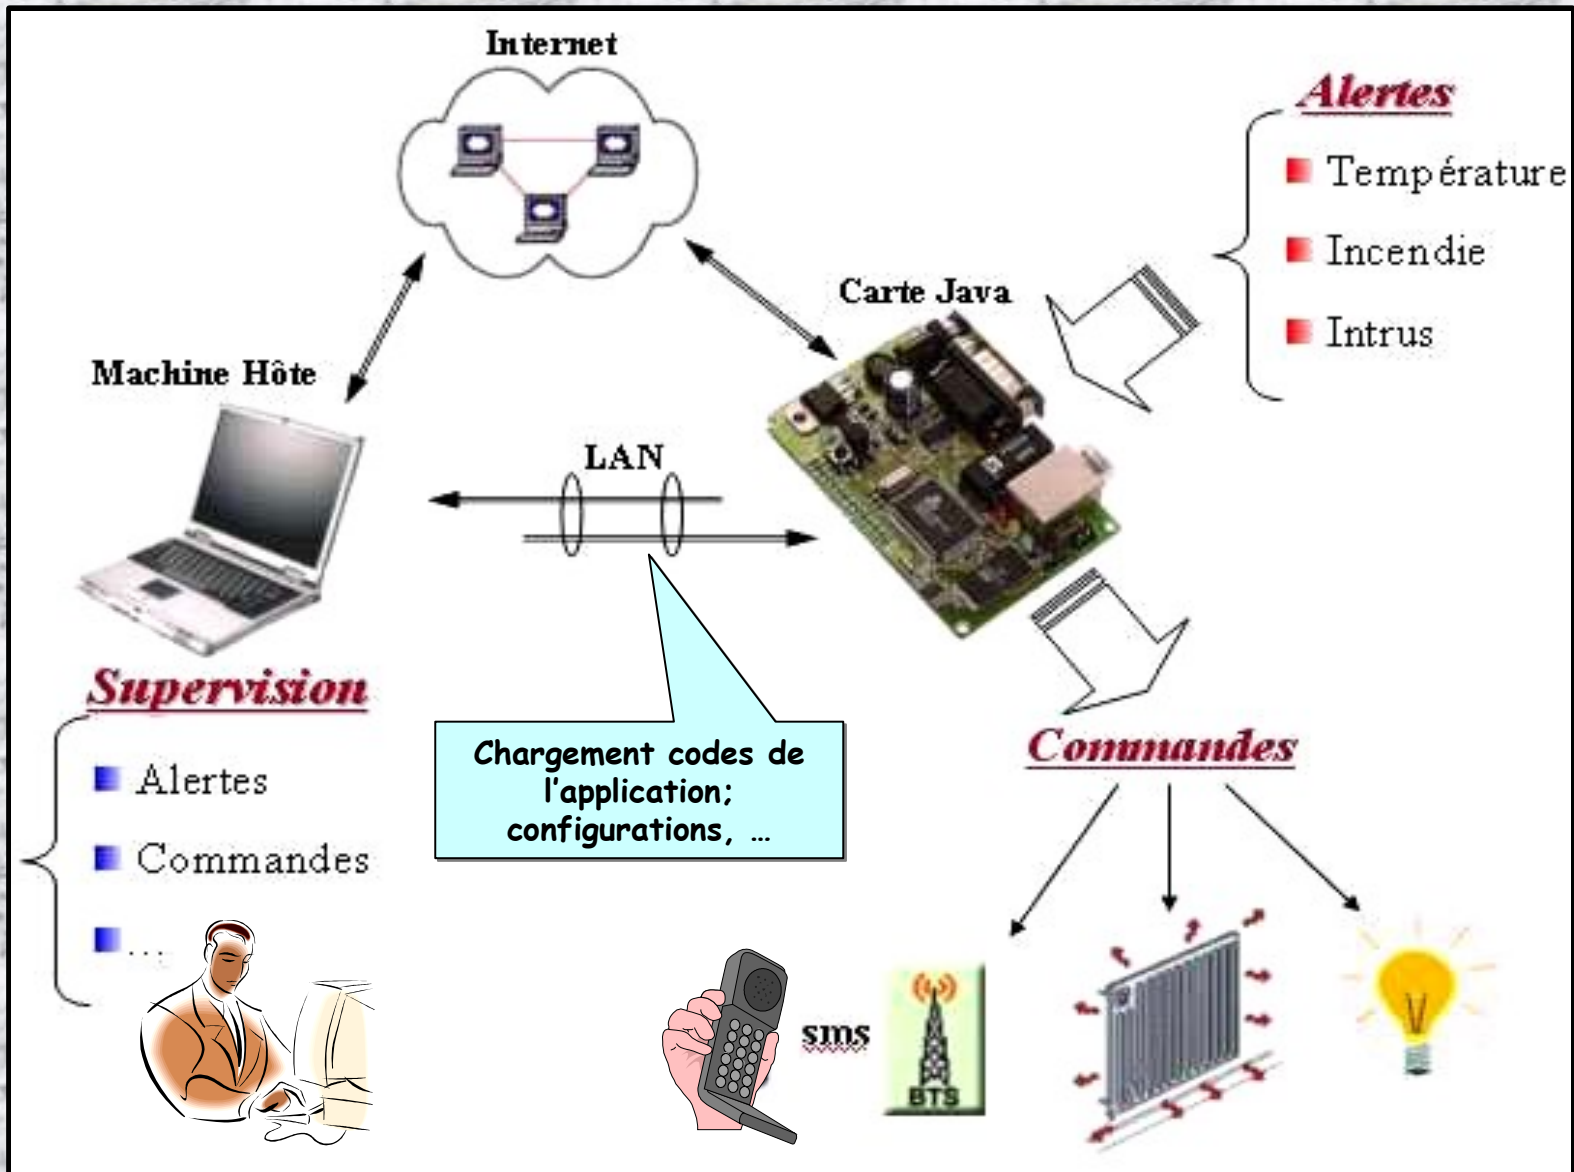 Internet
Alertes
Température
Incendie
Intrus
Carte Java
Machine Hôte
LAN
Supervision
Alertes
Commandes
...
Chargement codes de
l'application;
configurations, ...
Commandes
sms
BTS